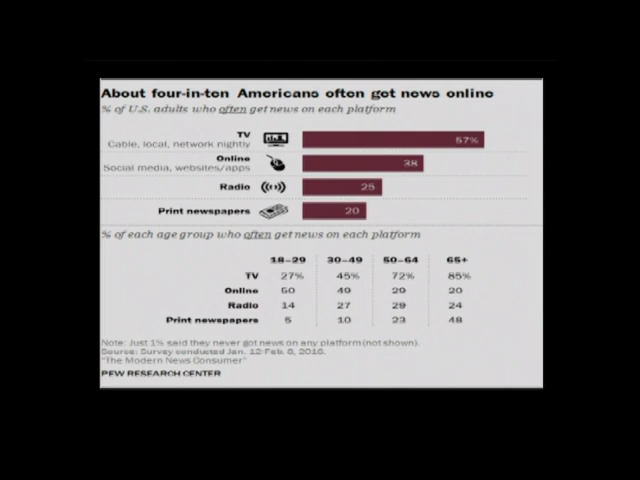 About four-in-ten Americans often get news online
% of U.S. adults who often get news on each platform
TV
Cable, local, network nightly
57%
Online
Social media, websites/apps
38
Radio
25
Print newspapers
20
% of each age group who often get news on each platform
18–29 30–49 50–64 65+
TV 27% 45% 72% 85%
Online 50 49 29 20
Radio 14 27 29 24
Print newspapers 5 10 23 48
Note: Just 1% said they never got news on any platform (not shown).
Source: Survey conducted Jan. 12-Feb. 8, 2016.
"The Modern News Consumer"
PEW RESEARCH CENTER